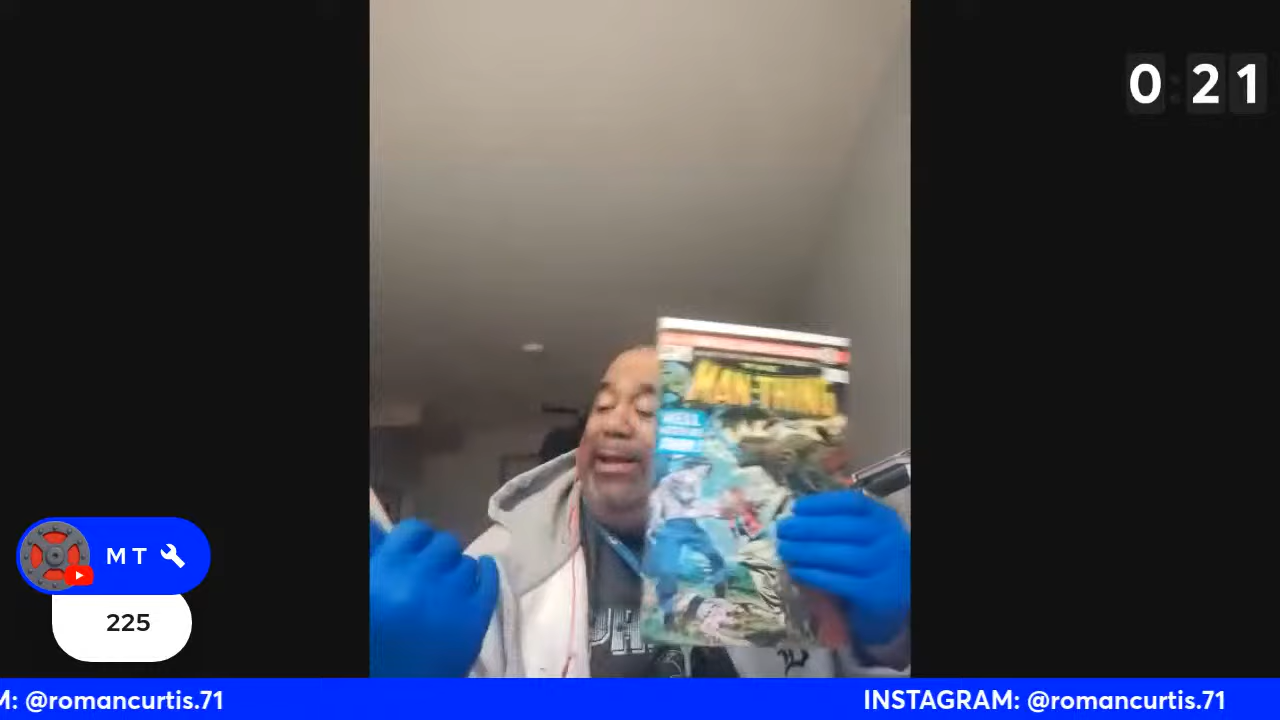 0:21
MAN-THING
M T
225
M: @romancurtis.71
INSTAGRAM: @romancurtis.71